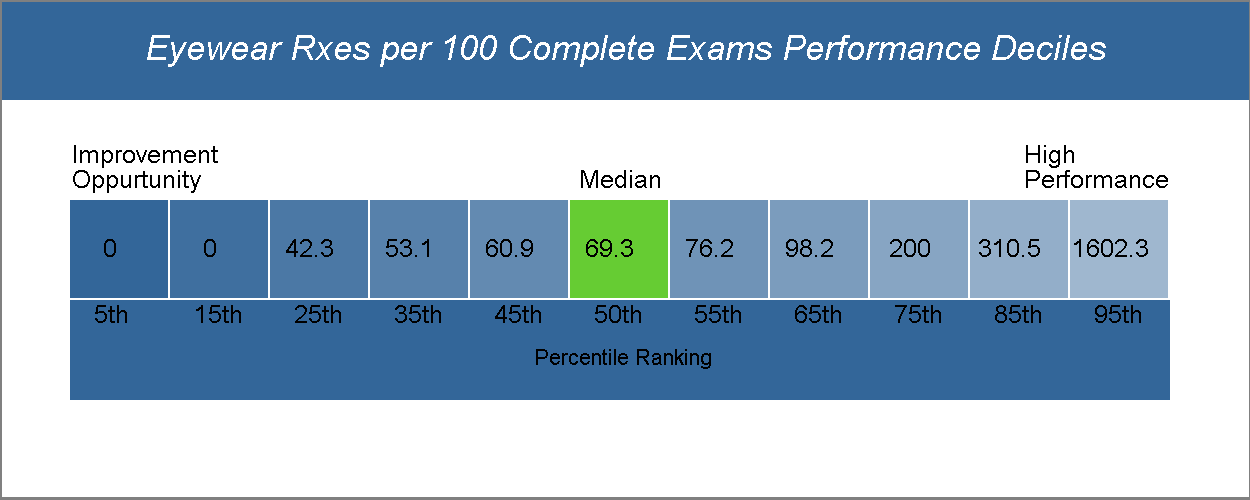 Eyewear Rxes per 100 Complete Exams Performance Deciles
Improvement
Oppurtunity
Median
High
Performance
0 0 42.3 53.1 60.9 69.3 76.2 98.2 200 310.5 1602.3
5th 15th 25th 35th 45th 50th 55th 65th 75th 85th 95th
Percentile Ranking